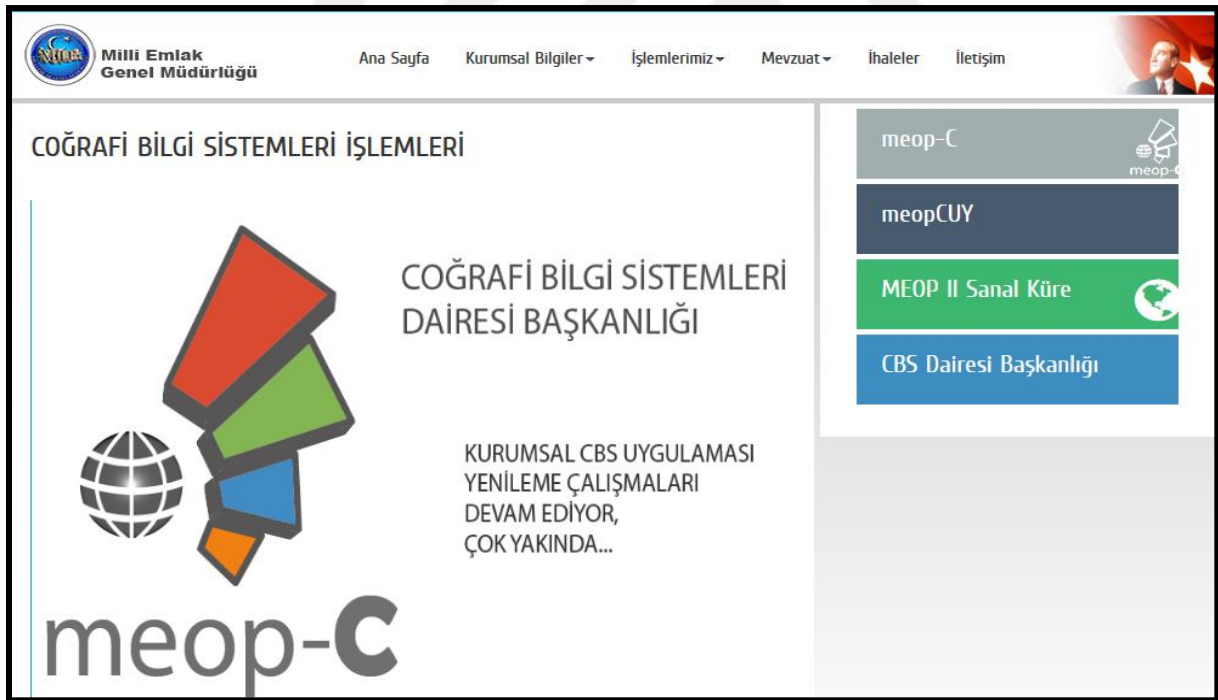 Milli Emlak
Genel Müdürlüğü
Ana Sayfa Kurumsal Bilgiler İşlemlerimiz Mevzuat İhaleler İletişim
COĞRAFİ BİLGİ SİSTEMLERİ İŞLEMLERİ
COĞRAFİ BİLGİ SİSTEMLERİ
DAİRESİ BAŞKANLIĞI
KURUMSAL CBS UYGULAMASI
YENİLEME ÇALIŞMALARI
DEVAM EDİYOR,
ÇOK YAKINDA...
meop-C
meop-C
meop-C
meopCUY
MEOP II Sanal Küre
CBS Dairesi Başkanlığı